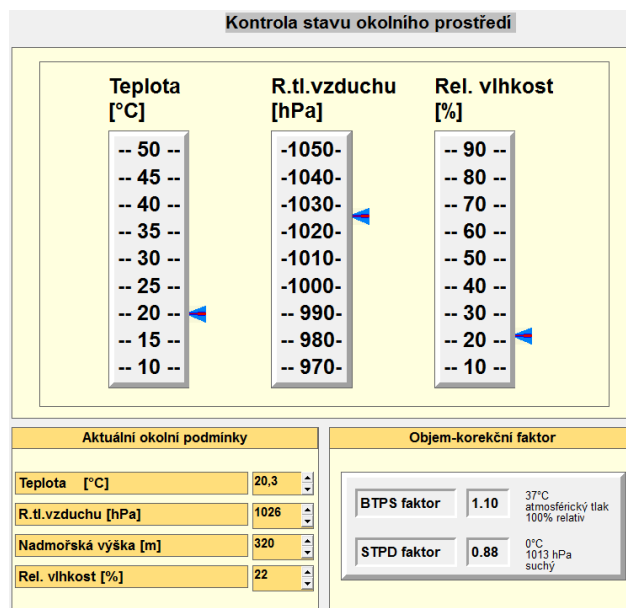 Kontrola stavu okolního prostředí
Teplota
[°C]
-- 50 --
-- 45 --
-- 40 --
-- 35 --
-- 30 --
-- 25 --
-- 20 --
-- 15 --
-- 10 --
R.tl.vzduchu
[hPa]
-1050-
-1040-
-1030-
-1020-
-1010-
-1000-
-- 990-
-- 980-
-- 970-
Rel. vlhkost
[%]
-- 90 --
-- 80 --
-- 70 --
-- 60 --
-- 50 --
-- 40 --
-- 30 --
-- 20 --
-- 10 --
Aktuální okolní podmínky
Teplota [°C] 20,3
R.tl.vzduchu [hPa] 1026
Nadmořská výška [m] 320
Rel. vlhkost [%] 22
Objem-korekční faktor
BTPS faktor 1.10
37°C
atmosférický tlak
100% relativ
STPD faktor 0.88
0°C
1013 hPa
suchý